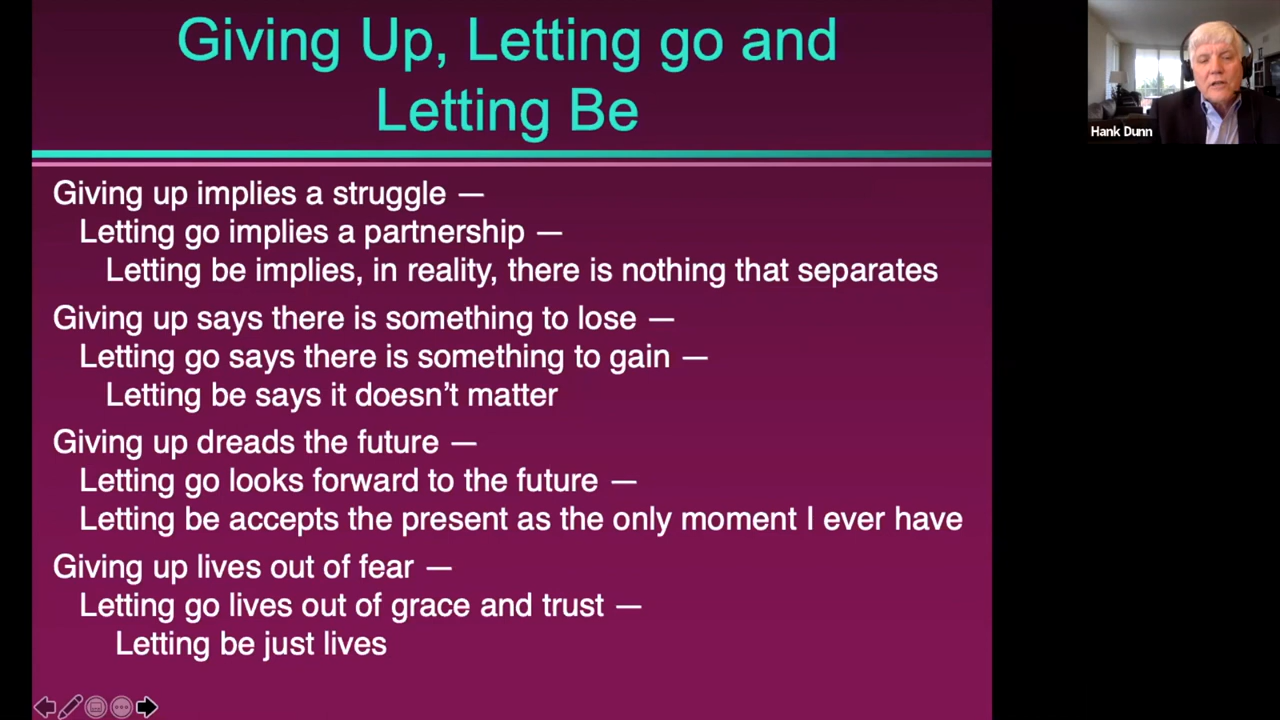 Giving Up, Letting go and
Letting Be
Giving up implies a struggle —
Letting go implies a partnership —
Letting be implies, in reality, there is nothing that separates
Giving up says there is something to lose —
Letting go says there is something to gain —
Letting be says it doesn’t matter
Giving up dreads the future —
Letting go looks forward to the future —
Letting be accepts the present as the only moment I ever have
Giving up lives out of fear —
Letting go lives out of grace and trust —
Letting be just lives
Hank Dunn